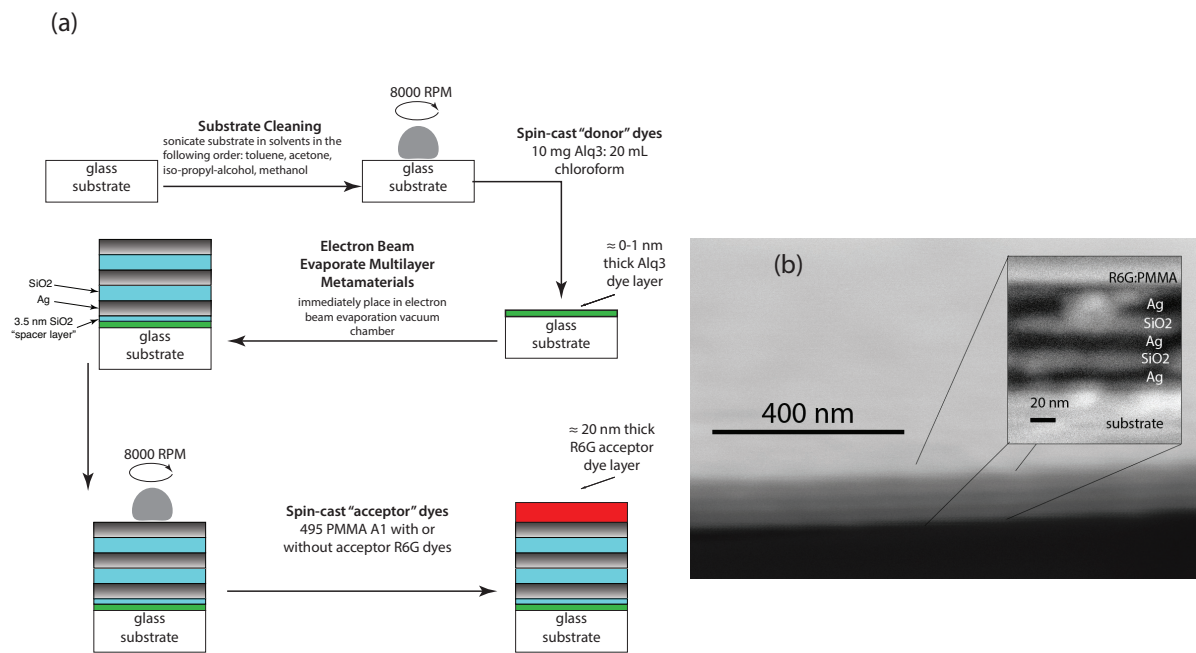 (a)
8000 RPM
Substrate Cleaning
sonicate substrate in solvents in the
following order: toluene, acetone,
iso-propyl-alcohol, methanol
Spin-cast "donor" dyes
10 mg Alq3: 20 mL
chloroform
glass
substrate
glass
substrate
Electron Beam
Evaporate Multilayer
Metamaterials
immediately place in electron
beam evaporation vacuum
chamber
≈ 0-1 nm
thick Alq3
dye layer
SiO2
Ag
3.5 nm SiO2
"spacer layer"
glass
substrate
glass
substrate
8000 RPM
≈ 20 nm thick
R6G acceptor
dye layer
Spin-cast "acceptor" dyes
495 PMMA A1 with or
without acceptor R6G dyes
glass
substrate
glass
substrate
(b)
R6G:PMMA
Ag
SiO2
Ag
SiO2
Ag
20 nm
substrate
400 nm